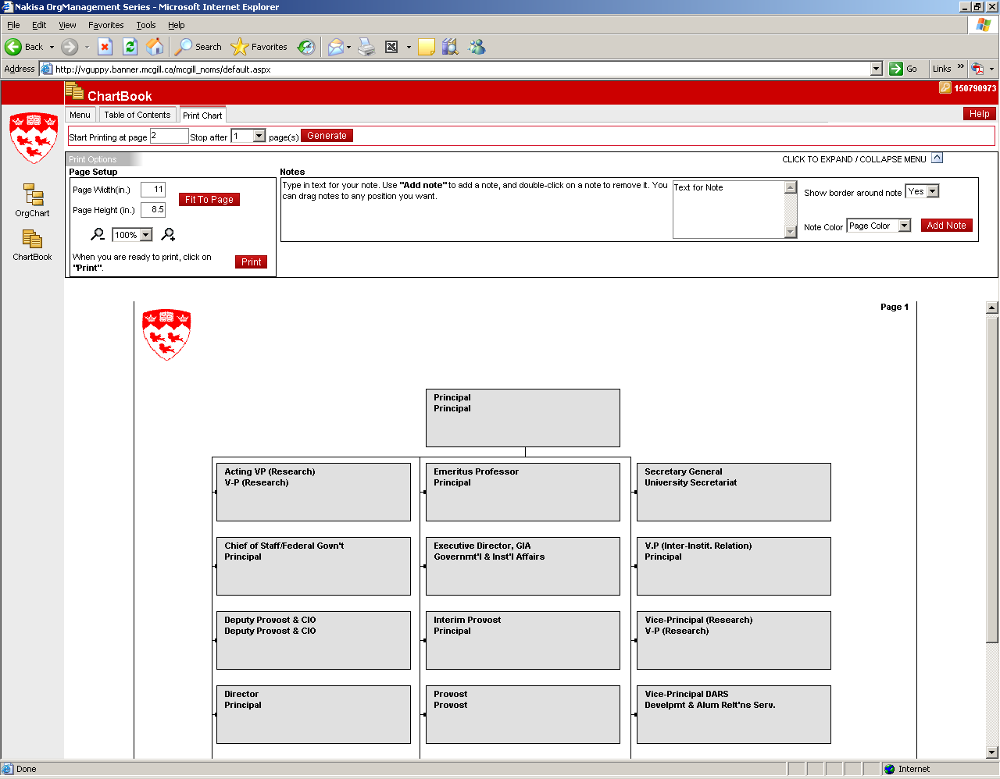 Nakisa OrgManagement Series - Microsoft Internet Explorer
File Edit View Favorites Tools Help
Back Search Favorites
Address http://vguppy.banner.mcgill.ca/mcgill_noms/default.aspx Go Links »
ChartBook 150790973
Menu Table of Contents Print Chart Help
Start Printing at page 2 Stop after 1 page(s) Generate
Print Options CLICK TO EXPAND / COLLAPSE MENU
Page Setup Notes
Page Width(in.) 11 Fit To Page
Page Height (in.) 8.5
100%
When you are ready to print, click on
"Print". Print
Type in text for your note. Use "Add note" to add a note, and double-click on a note to remove it. You
can drag notes to any position you want.
Text for Note
Show border around note Yes
Note Color Page Color Add Note
OrgChart
ChartBook
Page 1
Principal
Principal
Acting VP (Research)
V-P (Research)
Emeritus Professor
Principal
Secretary General
University Secretariat
Chief of Staff/Federal Govn't
Principal
Executive Director, GIA
Governmt'l & Inst'l Affairs
V.P (Inter-Instit. Relation)
Principal
Deputy Provost & CIO
Deputy Provost & CIO
Interim Provost
Principal
Vice-Principal (Research)
V-P (Research)
Director
Principal
Provost
Provost
Vice-Principal DARS
Develpmt & Alum Relt'ns Serv.
Done Internet